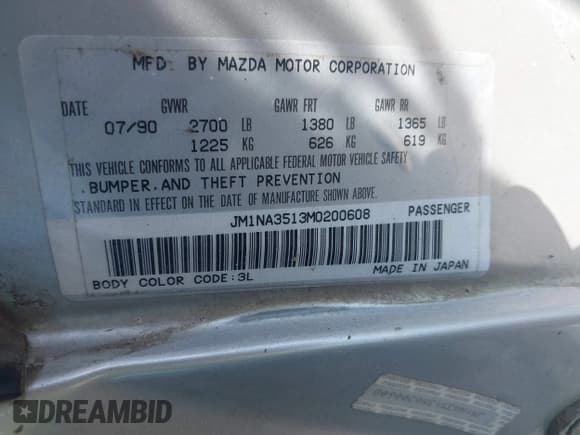 MFD. BY MAZDA MOTOR CORPORATION
DATE GVWR GAWR FRT GAWR RR
07/90 2700 LB 1380 LB 1365 LB
1225 KG 626 KG 619 KG
THIS VEHICLE CONFORMS TO ALL APPLICABLE FEDERAL MOTOR VEHICLE SAFETY
, BUMPER, AND THEFT PREVENTION
STANDARD IN EFFECT ON THE DATE OF MANUFACTURE SHOWN ABOVE.
JM1NA3513M0200608 PASSENGER
BODY COLOR CODE:3L MADE IN JAPAN
DREAMBID